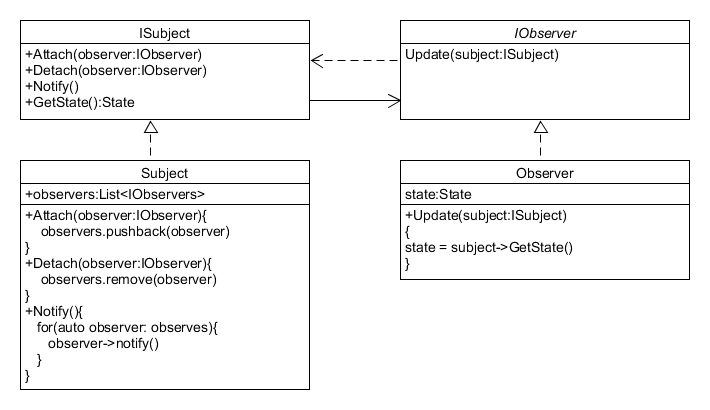 ISubject
+Attach(observer:IObserver)
+Detach(observer:IObserver)
+Notify()
+GetState():State
IObserver
Update(subject:ISubject)
Subject
+observers:List<IObservers>
+Attach(observer:IObserver){
observers.pushback(observer)
}
+Detach(observer:IObserver){
observers.remove(observer)
}
+Notify(){
for(auto observer: observes){
observer->notify()
}
}
Observer
state:State
+Update(subject:ISubject)
{
state = subject->GetState()
}